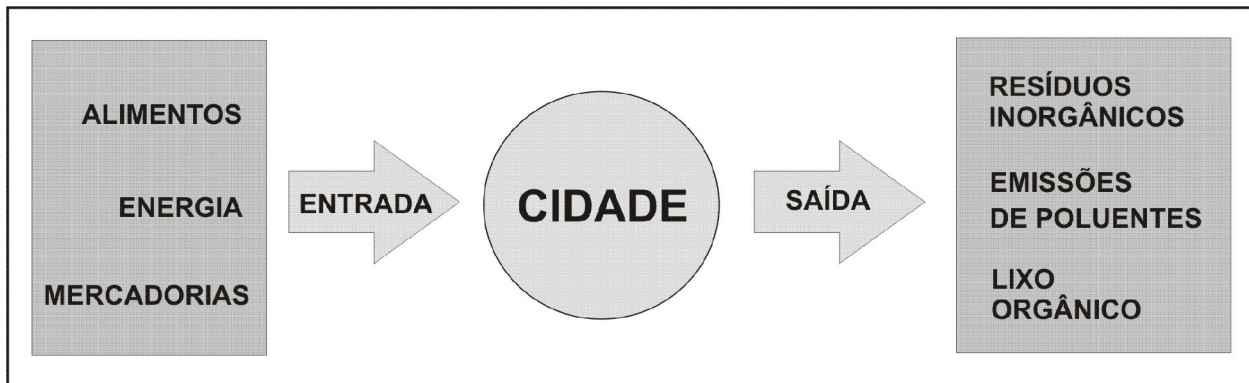 ALIMENTOS
ENERGIA
MERCADORIAS
ENTRADA
CIDADE
SAÍDA
RESÍDUOS
INORGÂNICOS
EMISSÕES
DE POLUENTES
LIXO
ORGÂNICO